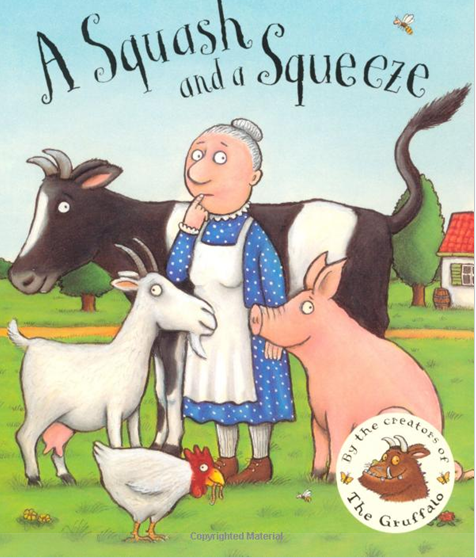 A Squash
and a Squeeze
By the creators of
The Gruffalo
Copyrighted Material